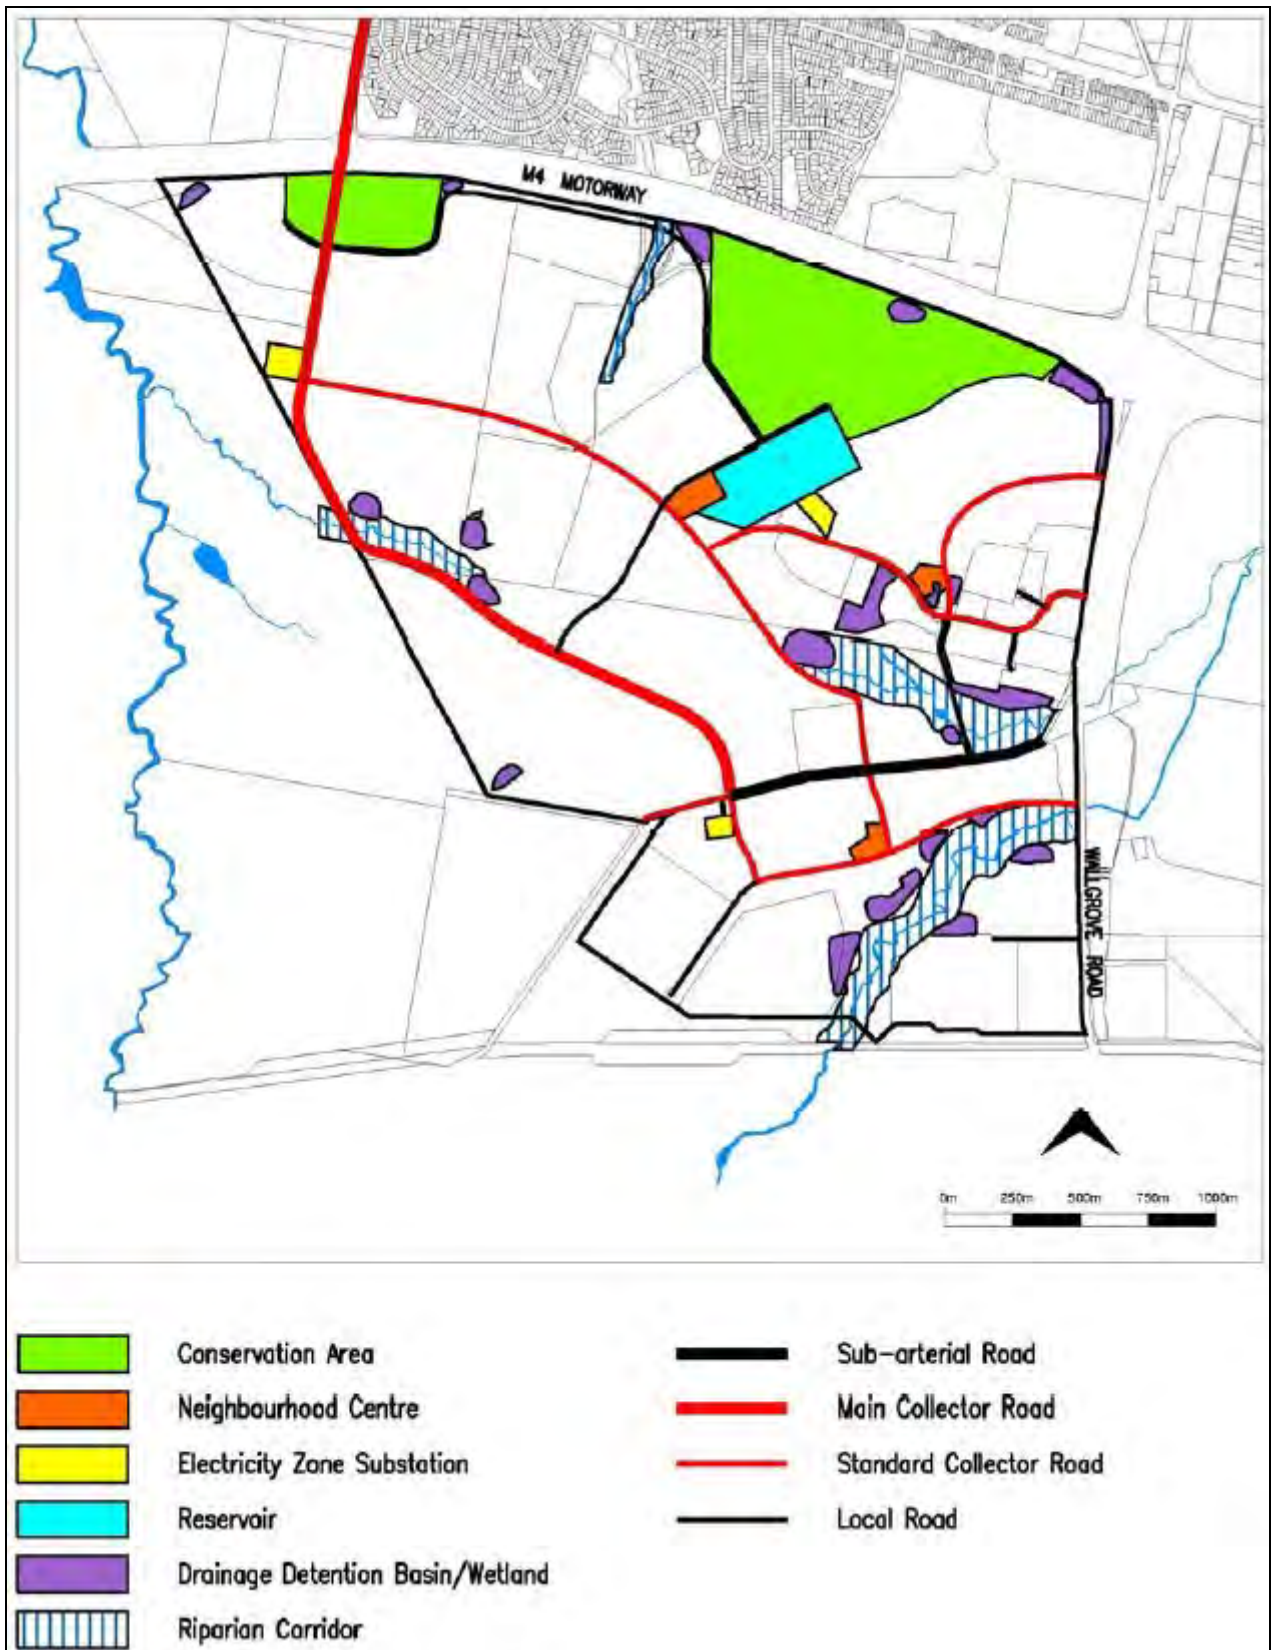 M4 MOTORWAY
WALLGROVE ROAD
0m 250m 500m 750m 1000m
Conservation Area
Neighbourhood Centre
Electricity Zone Substation
Reservoir
Drainage Detention Basin/Wetland
Riparian Corridor
Sub-arterial Road
Main Collector Road
Standard Collector Road
Local Road